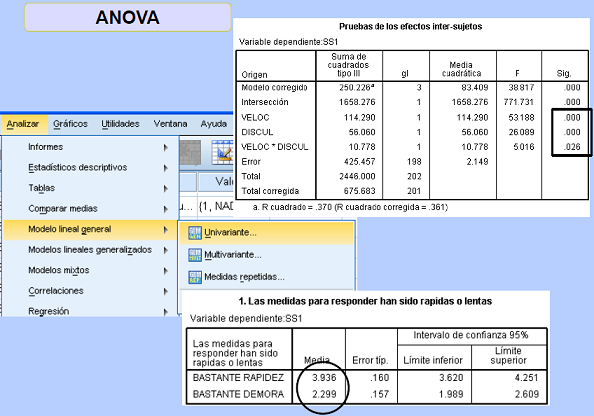 ANOVA
Pruebas de los efectos inter-sujetos
Variable dependiente:SS1
Origen Suma de cuadrados tipo III gl Media cuadrática F Sig.
Modelo corregido 250.226ª 3 83.409 38.817 .000
Intersección 1658.276 1 1658.276 771.731 .000
VELOC 114.290 1 114.290 53.188 .000
DISCUL 56.060 1 56.060 26.089 .000
VELOC * DISCUL 10.778 1 10.778 5.016 .026
Error 425.457 198 2.149
Total 2446.000 202
Total corregida 675.683 201
a. R cuadrado = .370 (R cuadrado corregida = .361)
Analizar Gráficos Utilidades Ventana Ayuda
Informes
Estadísticos descriptivos
Tablas
Comparar medias
Modelo lineal general
Modelos lineales generalizados
Modelos mixtos
Correlaciones
Regresión
{1, NAD
Univariante...
Multivariante...
Medidas repetidas...
1. Las medidas para responder han sido rapidas o lentas
Variable dependiente:SS1
Las medidas para responder han sido rapidas o lentas Media Error típ. Intervalo de confianza 95%
Límite inferior Límite superior
BASTANTE RAPIDEZ 3.936 .160 3.620 4.251
BASTANTE DEMORA 2.299 .157 1.989 2.609